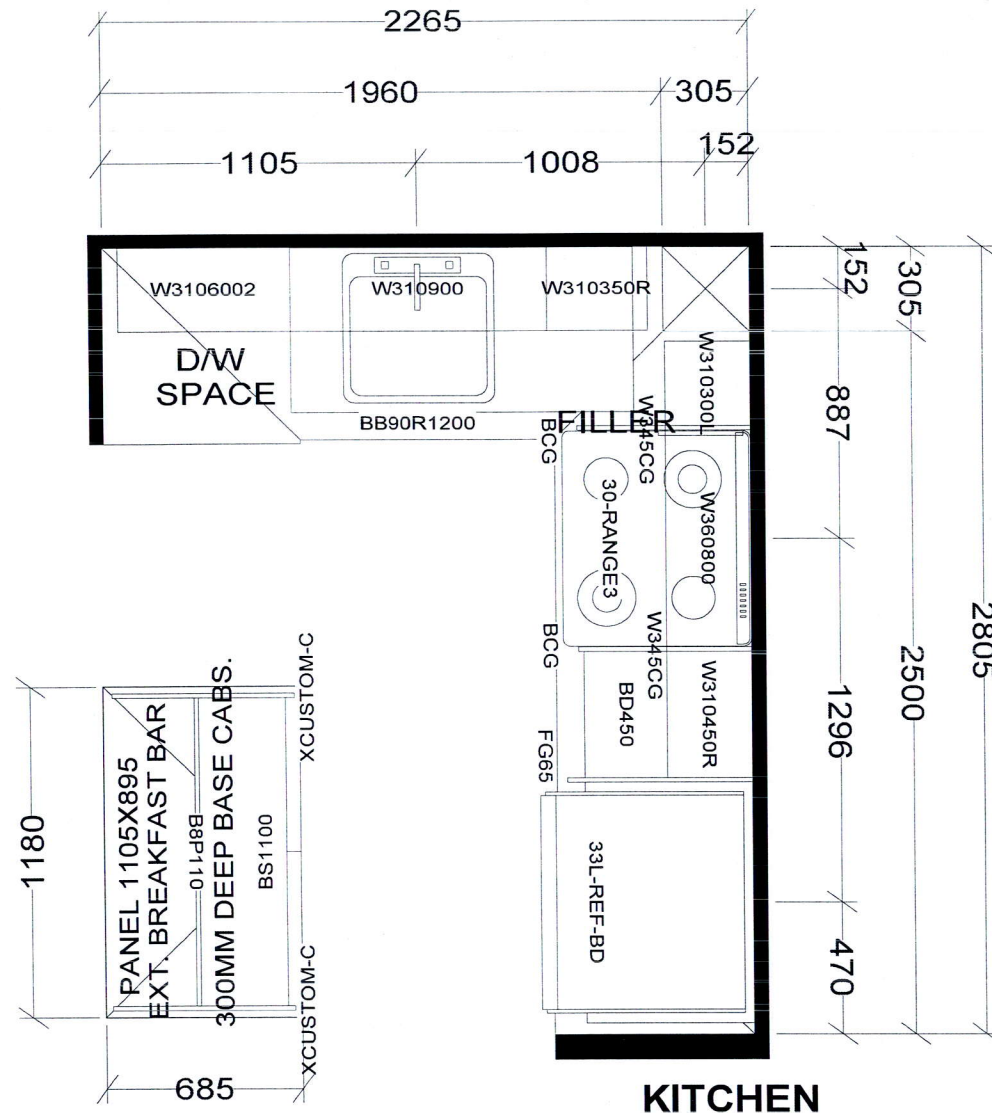 2265
1960
305
1105
1008
152
W3106002
W310900
W310350R
D/W
SPACE
BB90R1200
FILLER
W310300L
W345CG
BCG
30-RANGE3
W360800
BCG
W345CG
BD450
W310450R
FG65
33L-REF-BD
152
305
887
1296
2500
2805
470
XCUSTOM-C
PANEL 1105X895
EXT. BREAKFAST BAR
B8P110
300MM DEEP BASE CABS.
BS1100
XCUSTOM-C
1180
685
KITCHEN